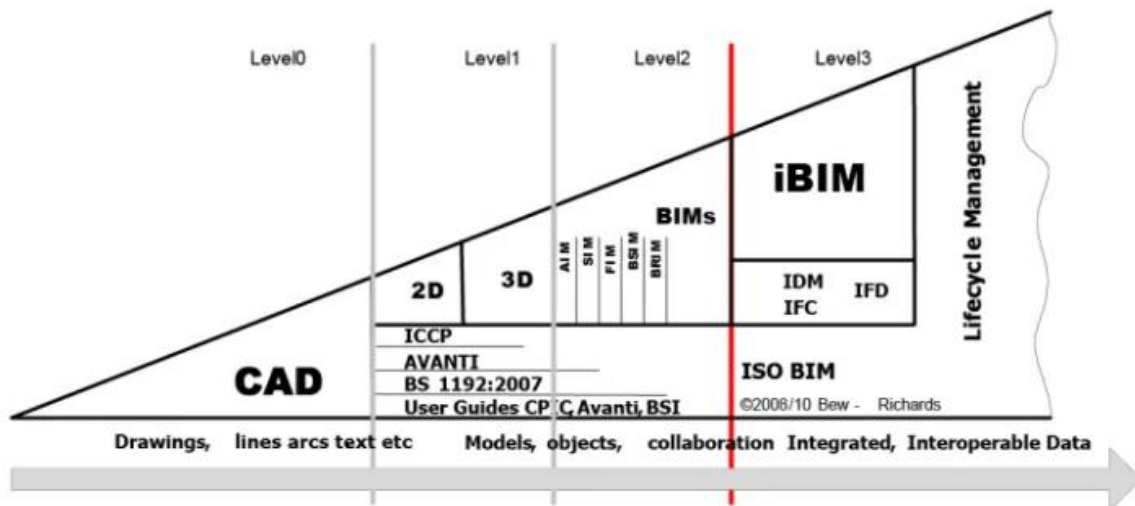 Level0
Level1
Level2
Level3
iBIM
BIMs
AIM
SIM
FIM
BSIM
BRIM
2D
3D
IDM
IFC
IFD
Lifecycle Management
CAD
ICCP
AVANTI
BS 1192:2007
User Guides CPIC, Avanti, BSI
ISO BIM
©2008/10 Bew - Richards
Drawings, lines arcs text etc
Models, objects, collaboration
Integrated, Interoperable Data